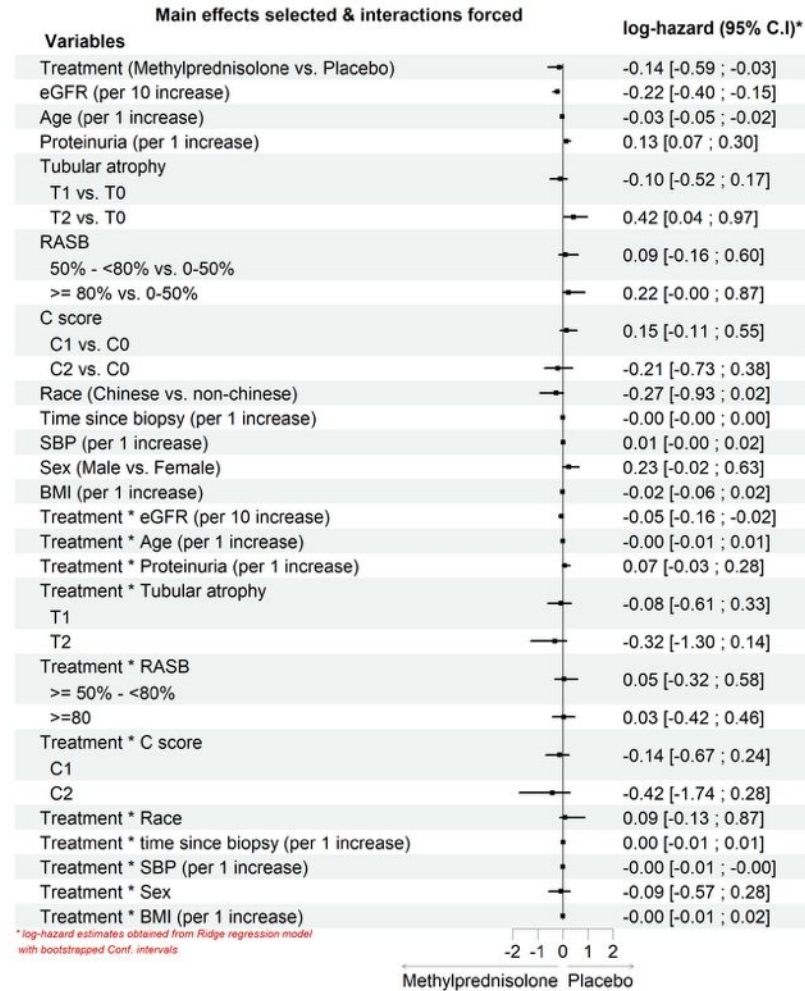 Main effects selected & interactions forced
Variables log-hazard (95% C.I)*
Treatment (Methylprednisolone vs. Placebo) -0.14 [-0.59 ; -0.03]
eGFR (per 10 increase) -0.22 [-0.40 ; -0.15]
Age (per 1 increase) -0.03 [-0.05 ; -0.02]
Proteinuria (per 1 increase) 0.13 [0.07 ; 0.30]
Tubular atrophy
T1 vs. T0 -0.10 [-0.52 ; 0.17]
T2 vs. T0 0.42 [0.04 ; 0.97]
RASB
50% - <80% vs. 0-50% 0.09 [-0.16 ; 0.60]
>= 80% vs. 0-50% 0.22 [-0.00 ; 0.87]
C score
C1 vs. C0 0.15 [-0.11 ; 0.55]
C2 vs. C0 -0.21 [-0.73 ; 0.38]
Race (Chinese vs. non-chinese) -0.27 [-0.93 ; 0.02]
Time since biopsy (per 1 increase) -0.00 [-0.00 ; 0.00]
SBP (per 1 increase) 0.01 [-0.00 ; 0.02]
Sex (Male vs. Female) 0.23 [-0.02 ; 0.63]
BMI (per 1 increase) -0.02 [-0.06 ; 0.02]
Treatment * eGFR (per 10 increase) -0.05 [-0.16 ; -0.02]
Treatment * Age (per 1 increase) -0.00 [-0.01 ; 0.01]
Treatment * Proteinuria (per 1 increase) 0.07 [-0.03 ; 0.28]
Treatment * Tubular atrophy
T1 -0.08 [-0.61 ; 0.33]
T2 -0.32 [-1.30 ; 0.14]
Treatment * RASB
>= 50% - <80% 0.05 [-0.32 ; 0.58]
>=80 0.03 [-0.42 ; 0.46]
Treatment * C score
C1 -0.14 [-0.67 ; 0.24]
C2 -0.42 [-1.74 ; 0.28]
Treatment * Race 0.09 [-0.13 ; 0.87]
Treatment * time since biopsy (per 1 increase) 0.00 [-0.01 ; 0.01]
Treatment * SBP (per 1 increase) -0.00 [-0.01 ; -0.00]
Treatment * Sex -0.09 [-0.57 ; 0.28]
Treatment * BMI (per 1 increase) -0.00 [-0.01 ; 0.02]
* log-hazard estimates obtained from Ridge regression model
with bootstrapped Conf. intervals
-2 -1 0 1 2
Methylprednisolone Placebo